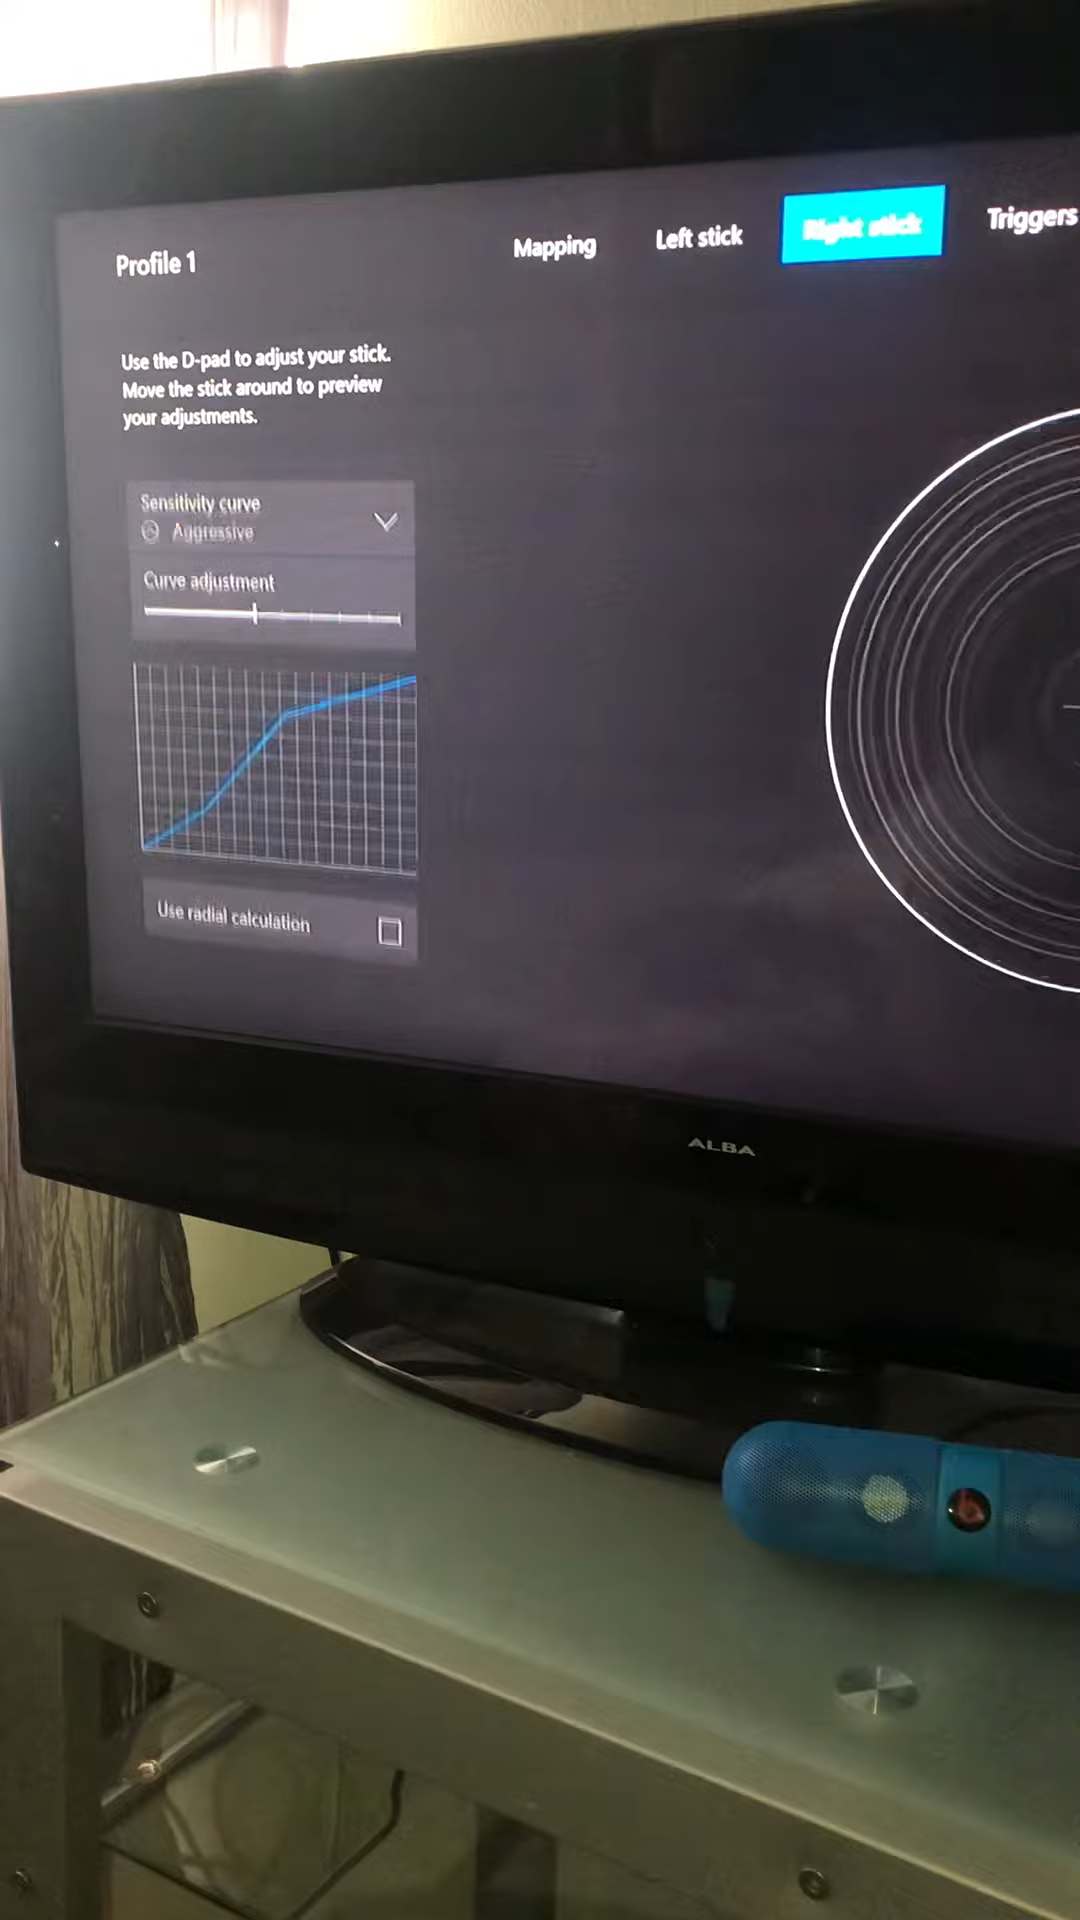 Profile 1
Mapping
Left stick
Right stick
Triggers
Use the D-pad to adjust your stick.
Move the stick around to preview
your adjustments.
Sensitivity curve
Aggressive
Curve adjustment
Use radial calculation
ALBA